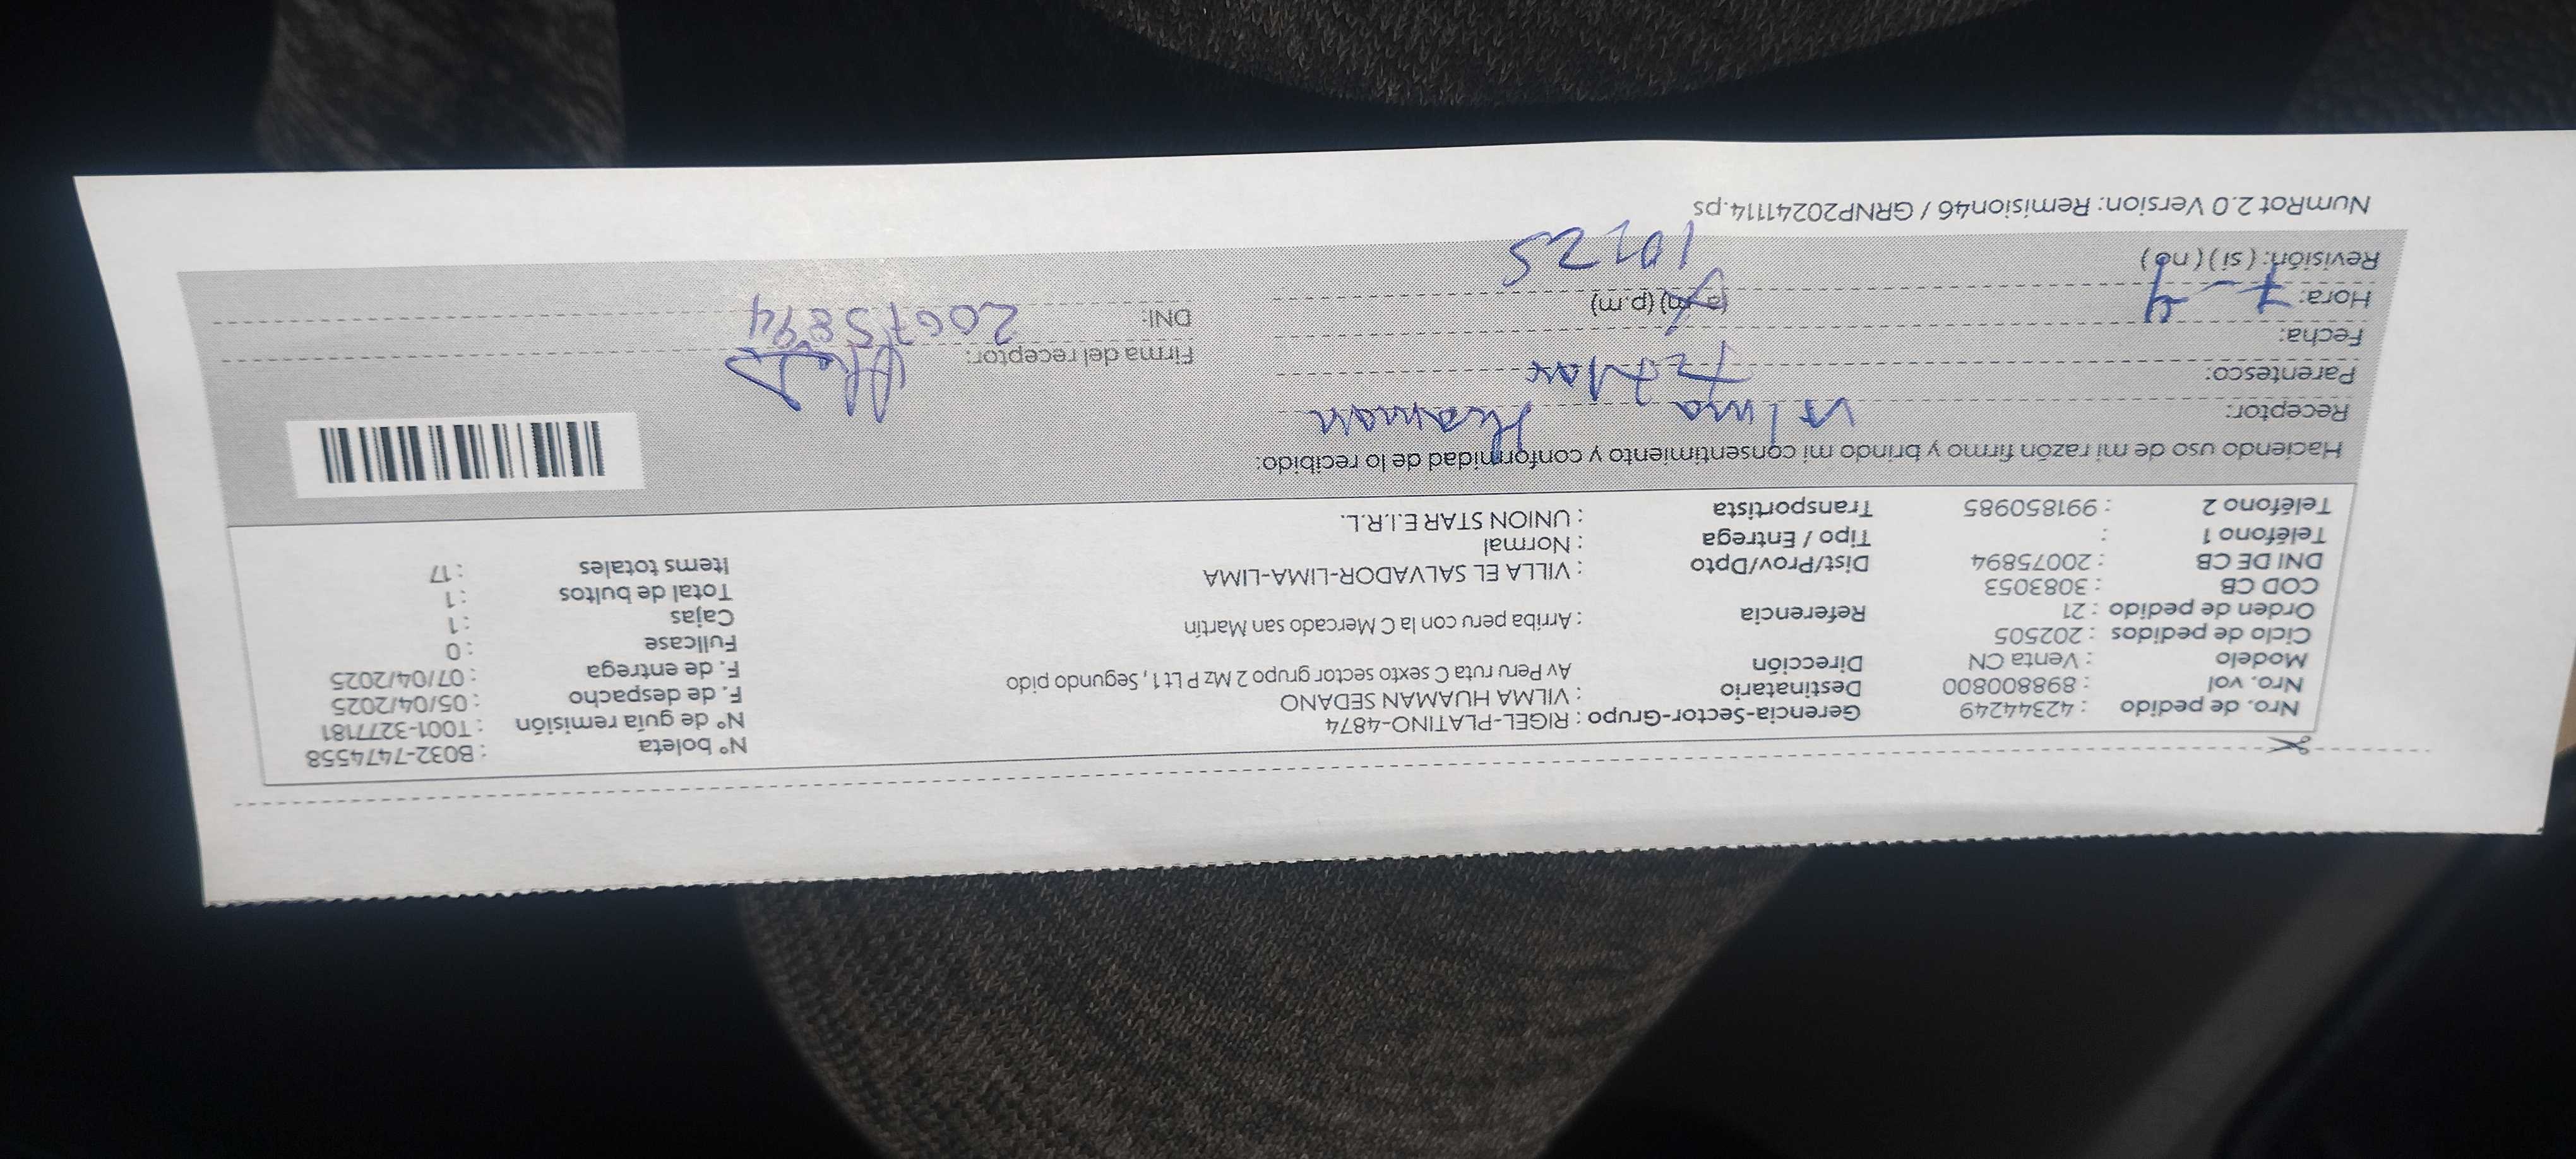 Nro. de pedido : 42344249 Gerencia-Sector-Grupo : RIGEL-PLATINO-4874 N° boleta : B032-7474558
Nro. vol : 898800800 Destinatario : VILMA HUAMAN SEDANO N° de guía remisión : T001-3277181
Modelo : Venta CN Dirección Av Peru ruta C sexto sector grupo 2 Mz P Lt 1, Segundo pido F. de despacho : 05/04/2025
Ciclo de pedidos : 202505 F. de entrega : 07/04/2025
Orden de pedido : 21 Referencia : Arriba peru con la C Mercado san Martin Fullcase : 0
COD CB : 3083053 Cajas : 1
DNI DE CB : 20075894 Dist/Prov/Dpto : VILLA EL SALVADOR-LIMA-LIMA Total de bultos : 1
Teléfono 1 : Tipo / Entrega : Normal Items totales : 17
Teléfono 2 : 991850985 Transportista : UNION STAR E.I.R.L.
Haciendo uso de mi razón firmo y brindo mi consentimiento y conformidad de lo recibido:
Receptor: Vilma Huaman
Parentesco: Titular Firma del receptor:
Fecha: DNI: 20075894
Hora: 7-4 (a.m) (p.m)
Revisión: ( si ) ( no ) 10:25
NumRot 2.0 Version: Remision46 / GRNP20241114.ps